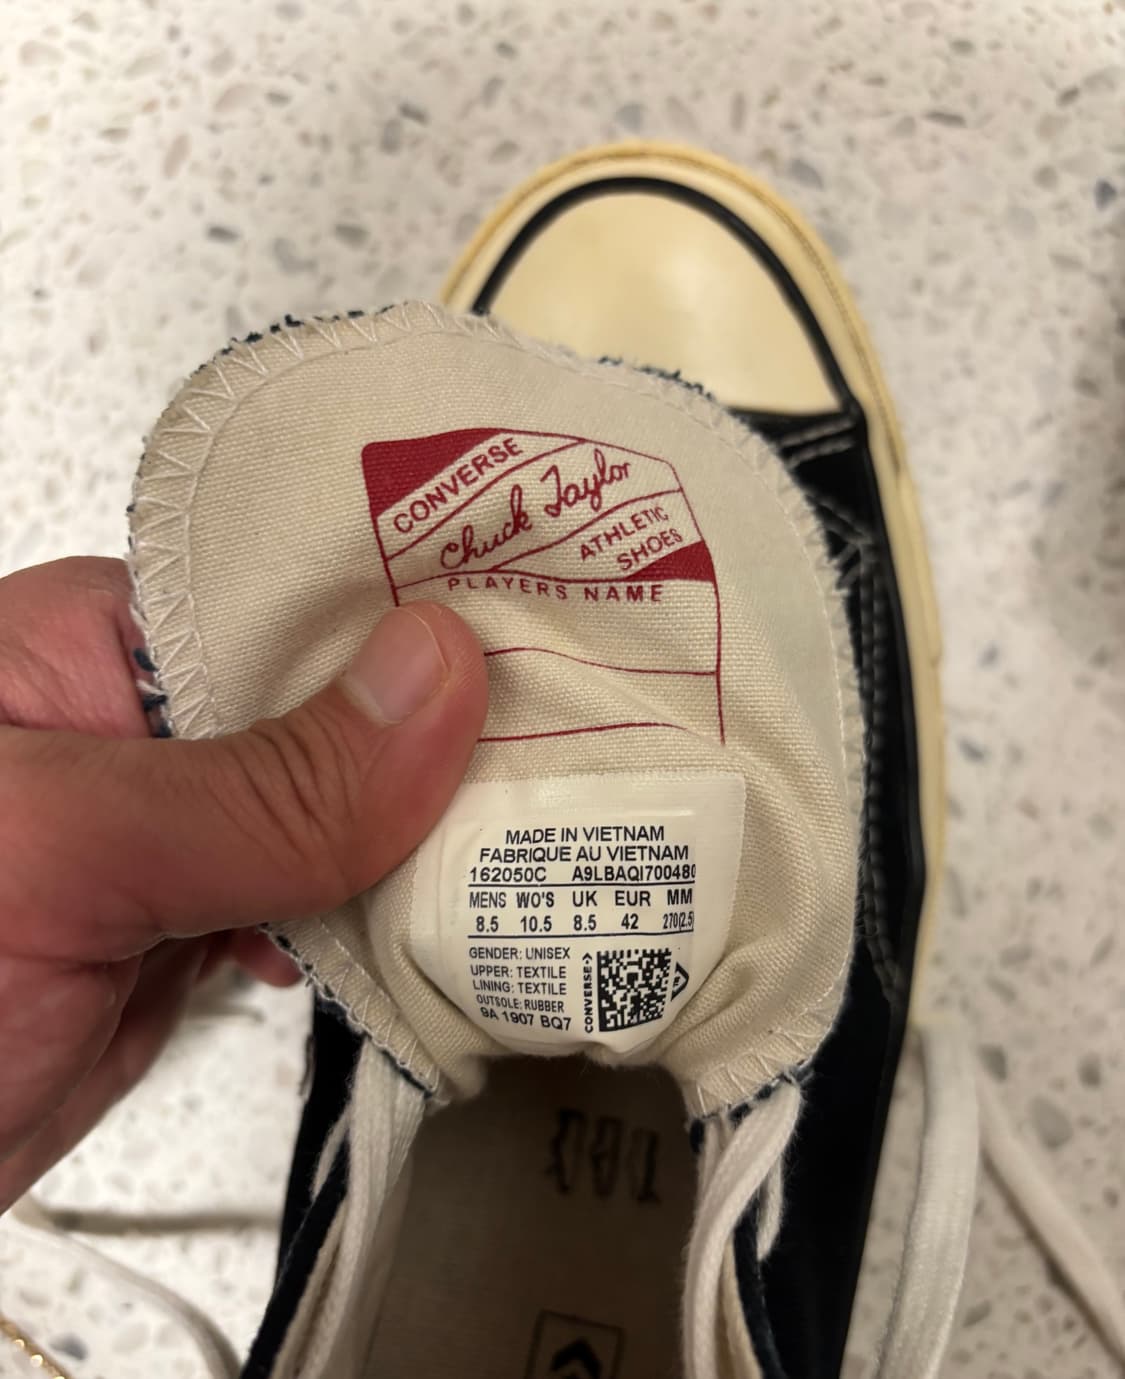 CONVERSE
Chuck Taylor
ATHLETIC
SHOES
PLAYERS NAME
MADE IN VIETNAM
FABRIQUE AU VIETNAM
162050C A9LBAQI700480
MENS WO'S UK EUR MM
8.5 10.5 8.5 42 270(2.5)
GENDER: UNISEX
UPPER: TEXTILE
LINING: TEXTILE
OUTSOLE: RUBBER
9A 1907 BQ7
CONVERSE